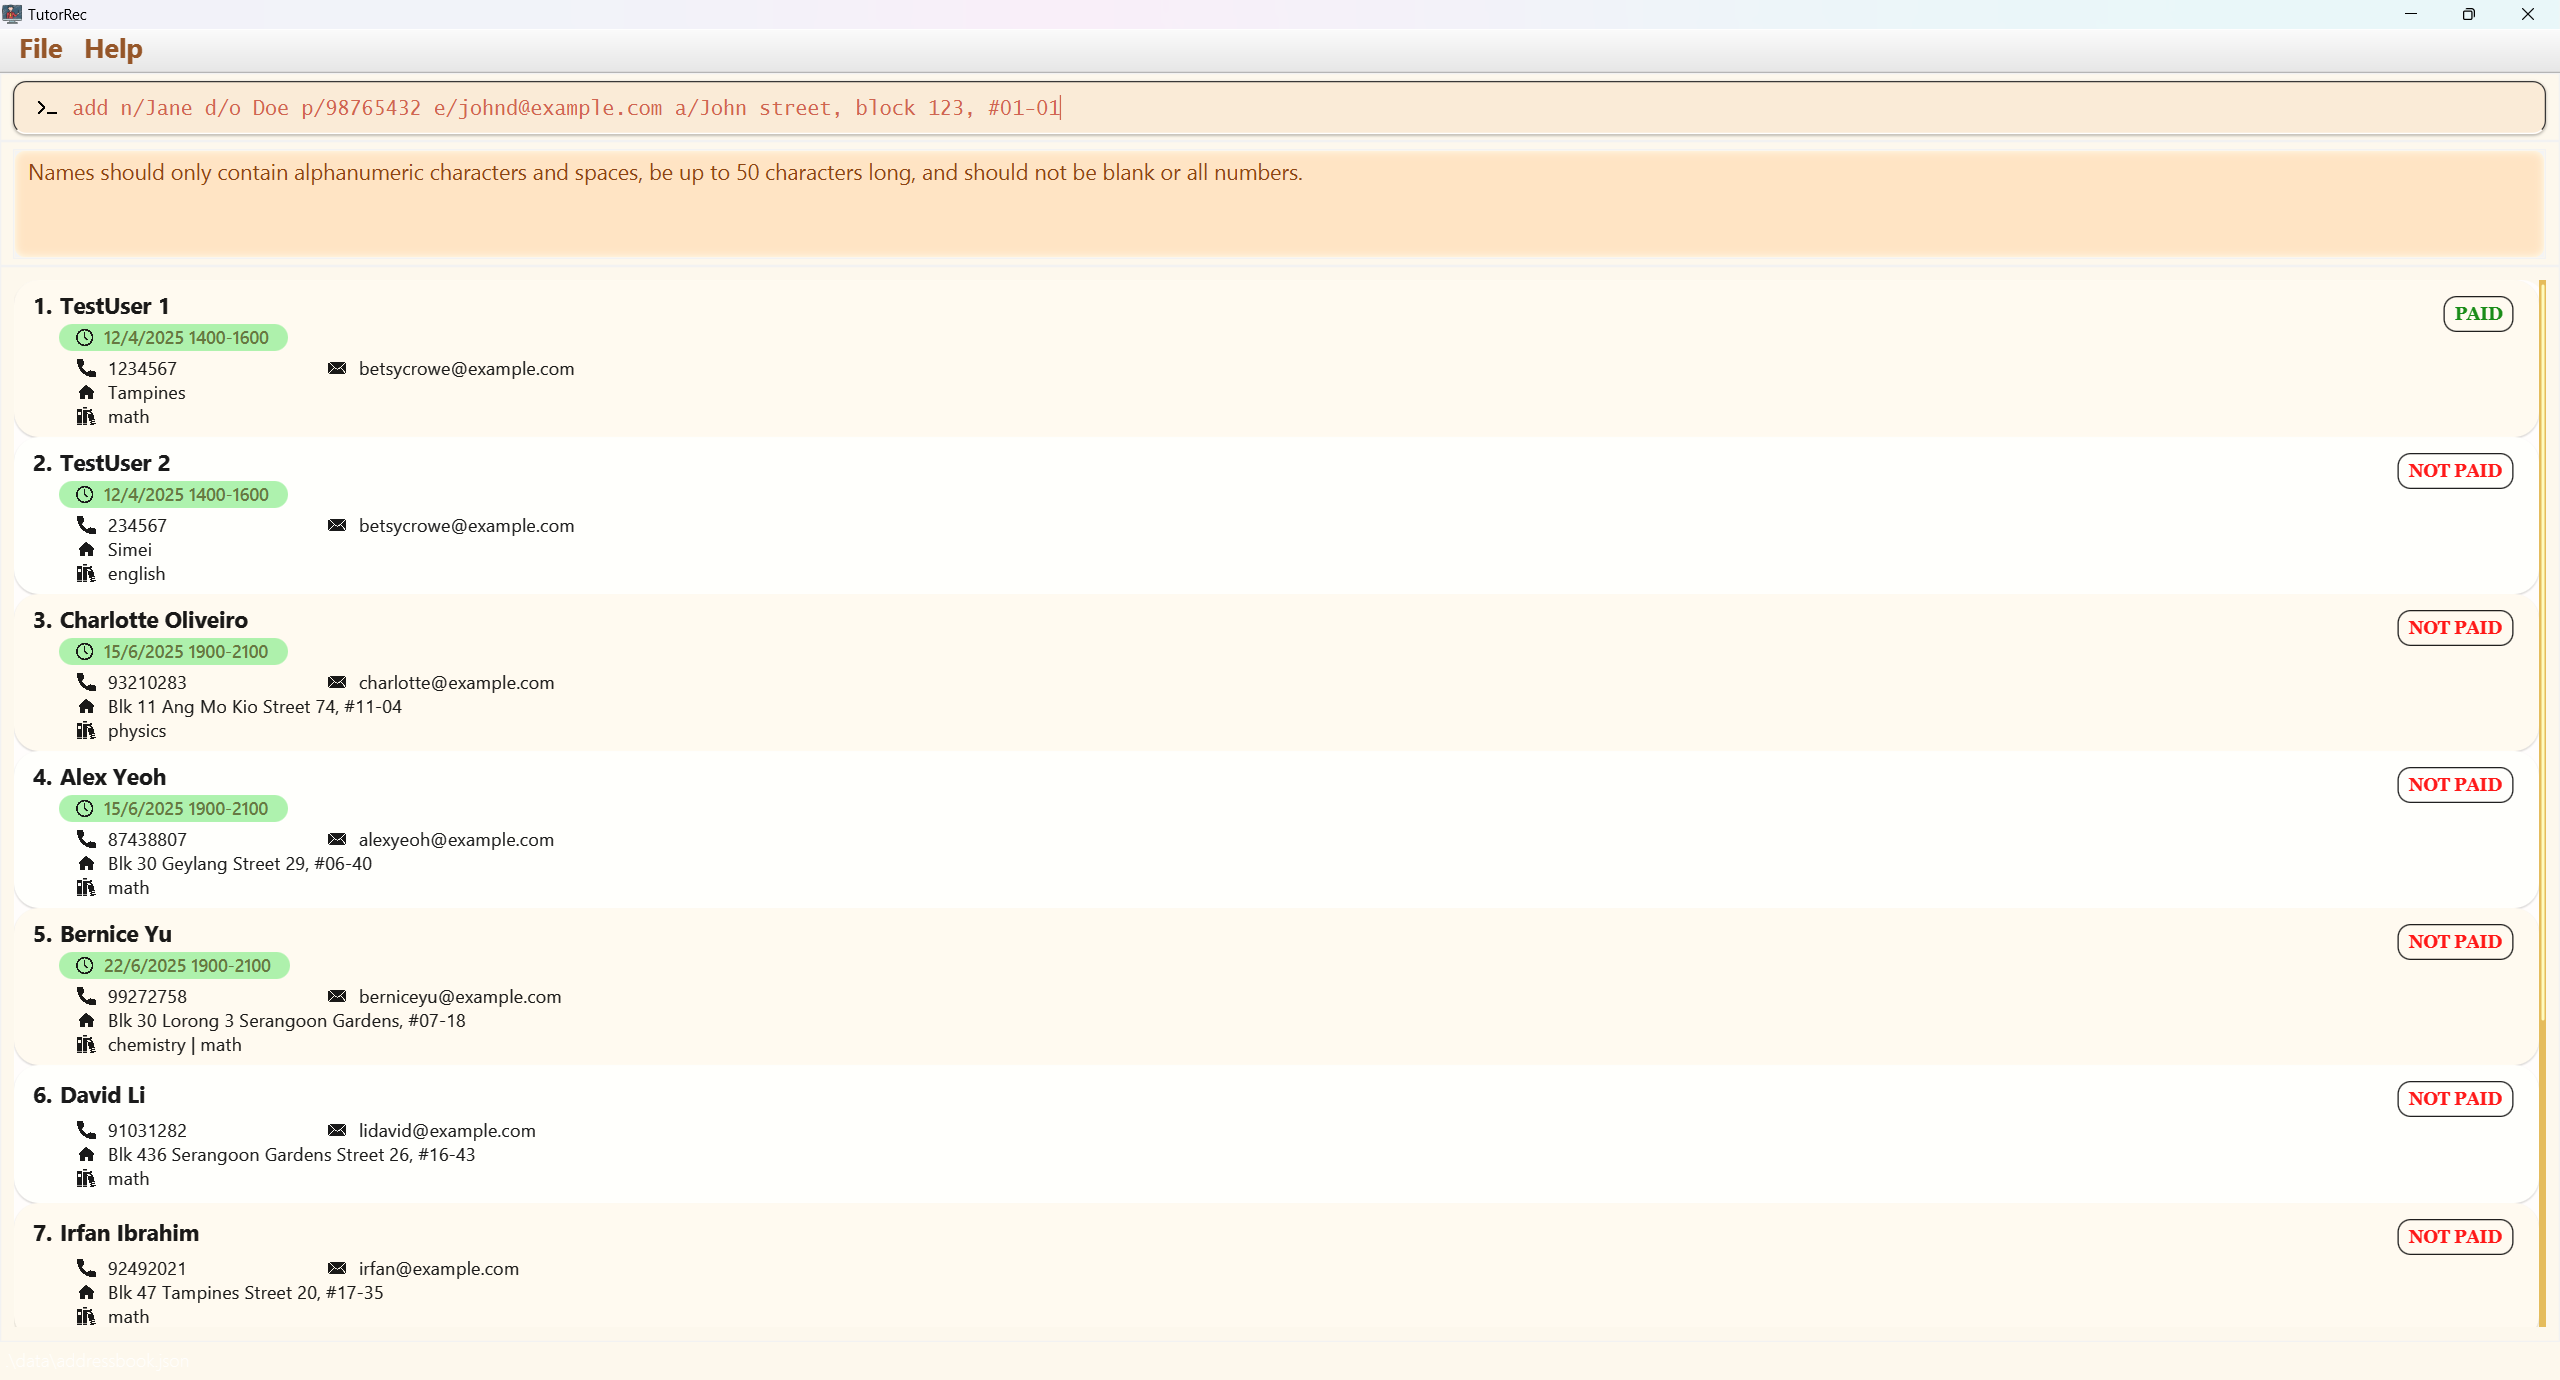 TutorRec
File Help
add n/Jane d/o Doe p/98765432 e/johnd@example.com a/John street, block 123, #01-01
Names should only contain alphanumeric characters and spaces, be up to 50 characters long, and should not be blank or all numbers.
1. TestUser 1
PAID
12/4/2025 1400-1600
1234567 betsycrowe@example.com
Tampines
math
2. TestUser 2
NOT PAID
12/4/2025 1400-1600
234567 betsycrowe@example.com
Simei
english
3. Charlotte Oliveiro
NOT PAID
15/6/2025 1900-2100
93210283 charlotte@example.com
Blk 11 Ang Mo Kio Street 74, #11-04
physics
4. Alex Yeoh
NOT PAID
15/6/2025 1900-2100
87438807 alexyeoh@example.com
Blk 30 Geylang Street 29, #06-40
math
5. Bernice Yu
NOT PAID
22/6/2025 1900-2100
99272758 berniceyu@example.com
Blk 30 Lorong 3 Serangoon Gardens, #07-18
chemistry | math
6. David Li
NOT PAID
91031282 lidavid@example.com
Blk 436 Serangoon Gardens Street 26, #16-43
math
7. Irfan Ibrahim
NOT PAID
92492021 irfan@example.com
Blk 47 Tampines Street 20, #17-35
math